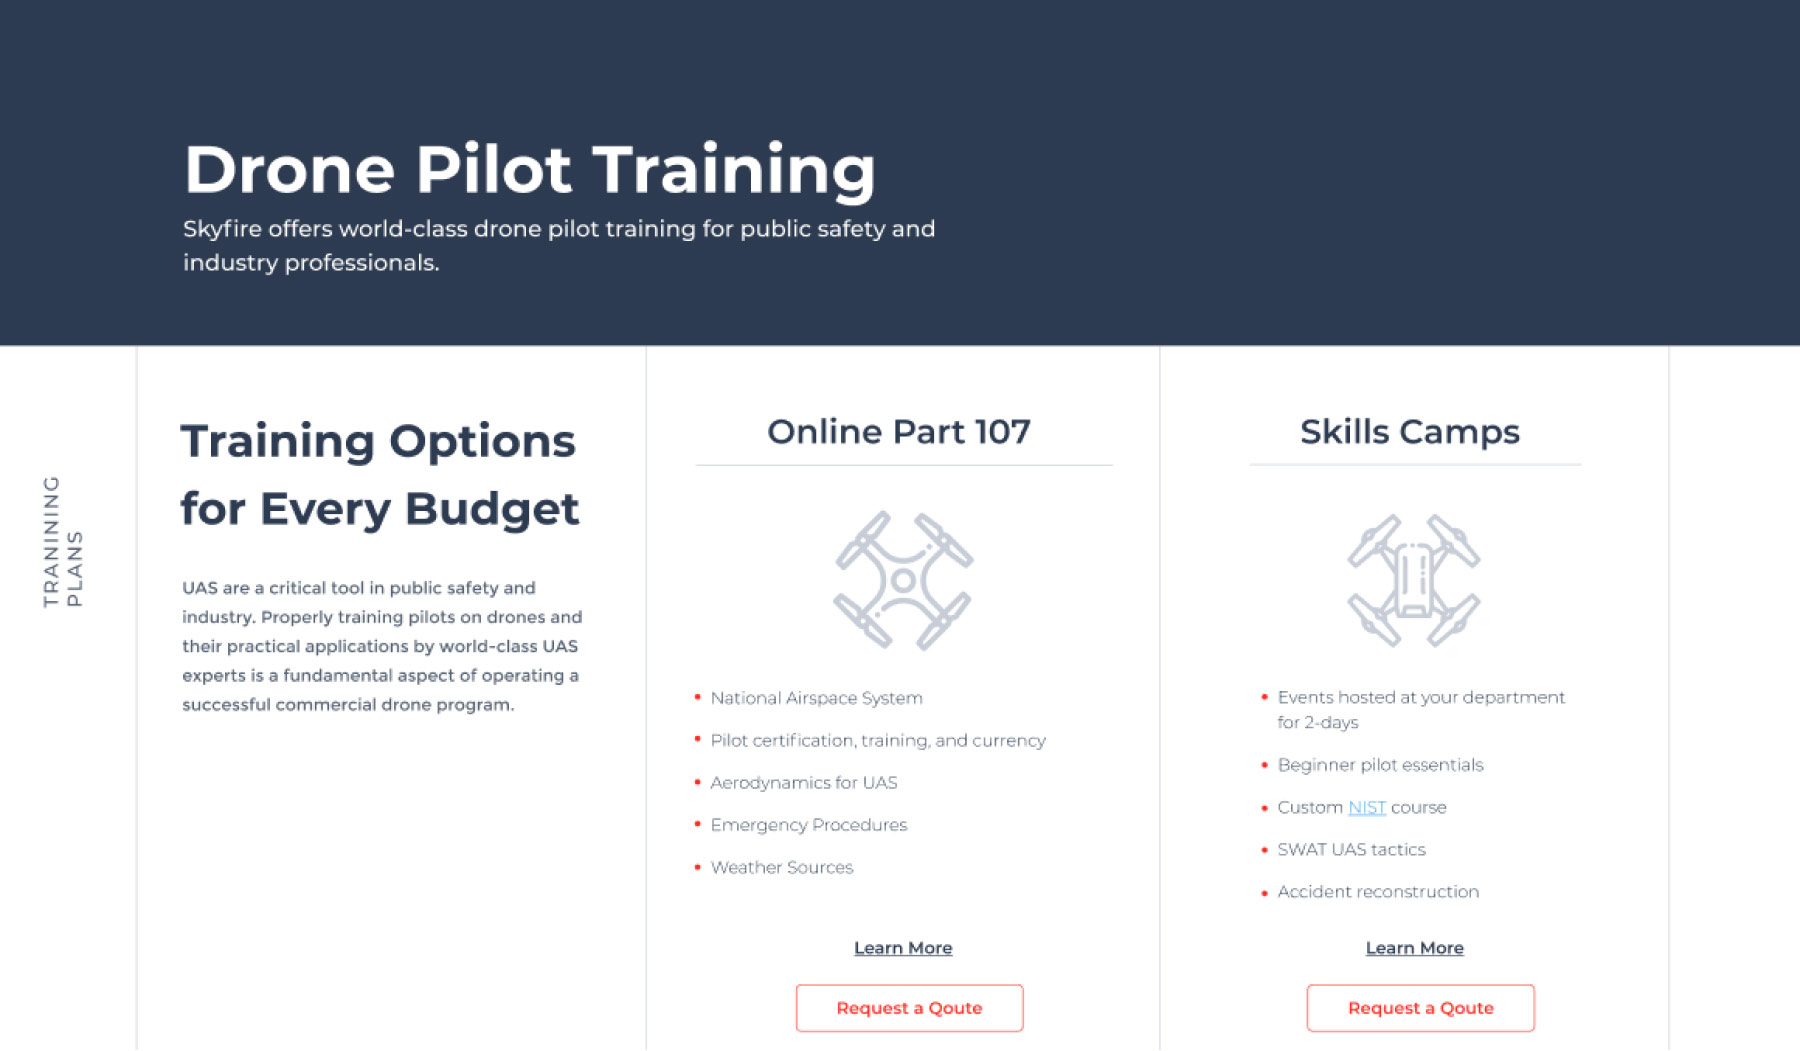 Drone Pilot Training
Skyfire offers world-class drone pilot training for public safety and
industry professionals.
TRANINING
PLANS
Training Options
for Every Budget
UAS are a critical tool in public safety and
industry. Properly training pilots on drones and
their practical applications by world-class UAS
experts is a fundamental aspect of operating a
successful commercial drone program.
Online Part 107
National Airspace System
Pilot certification, training, and currency
Aerodynamics for UAS
Emergency Procedures
Weather Sources
Learn More
Request a Qoute
Skills Camps
Events hosted at your department
for 2-days
Beginner pilot essentials
Custom NIST course
SWAT UAS tactics
Accident reconstruction
Learn More
Request a Qoute